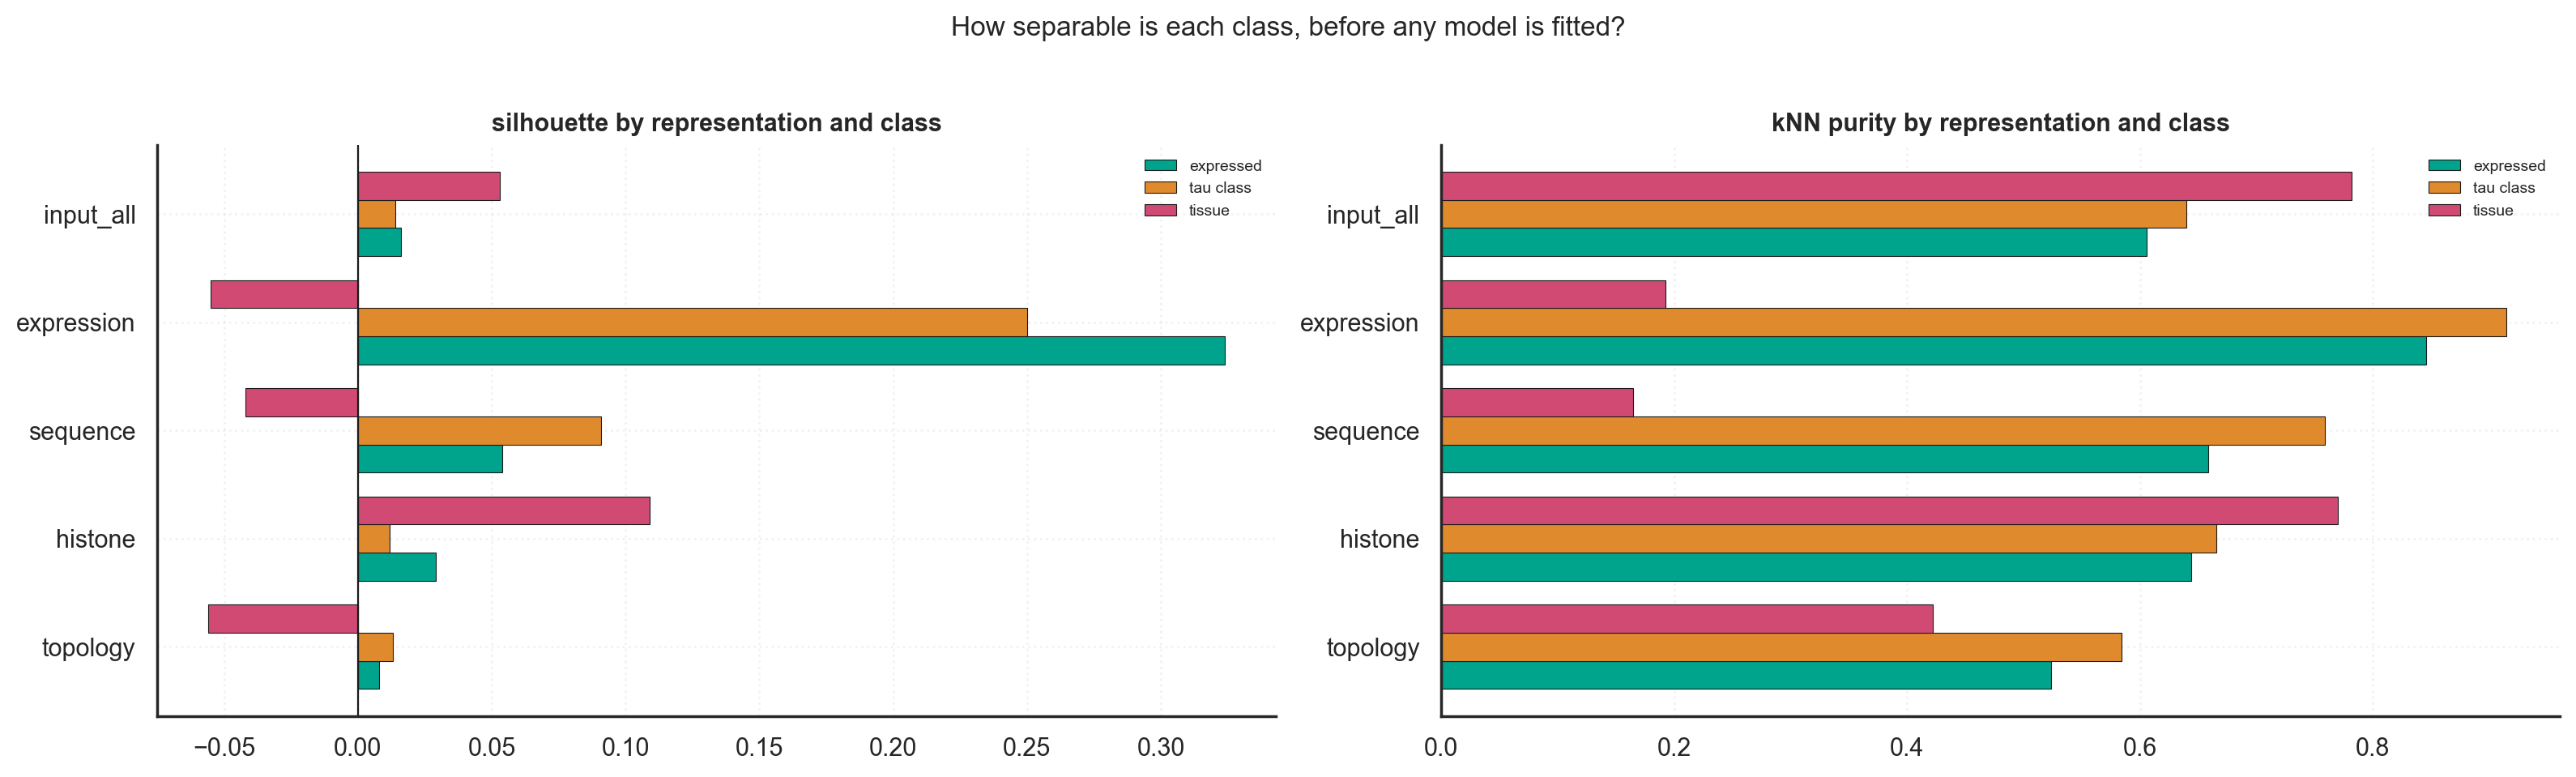 How separable is each class, before any model is fitted?
silhouette by representation and class
expressed
tau class
tissue
input_all
expression
sequence
histone
topology
−0.05 0.00 0.05 0.10 0.15 0.20 0.25 0.30
kNN purity by representation and class
expressed
tau class
tissue
input_all
expression
sequence
histone
topology
0.0 0.2 0.4 0.6 0.8